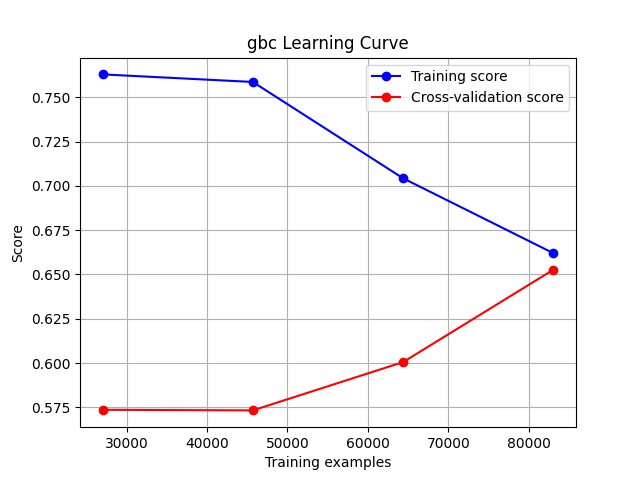 gbc Learning Curve
Training score
Cross-validation score
0.750
0.725
0.700
0.675
0.650
0.625
0.600
0.575
Score
30000 40000 50000 60000 70000 80000
Training examples